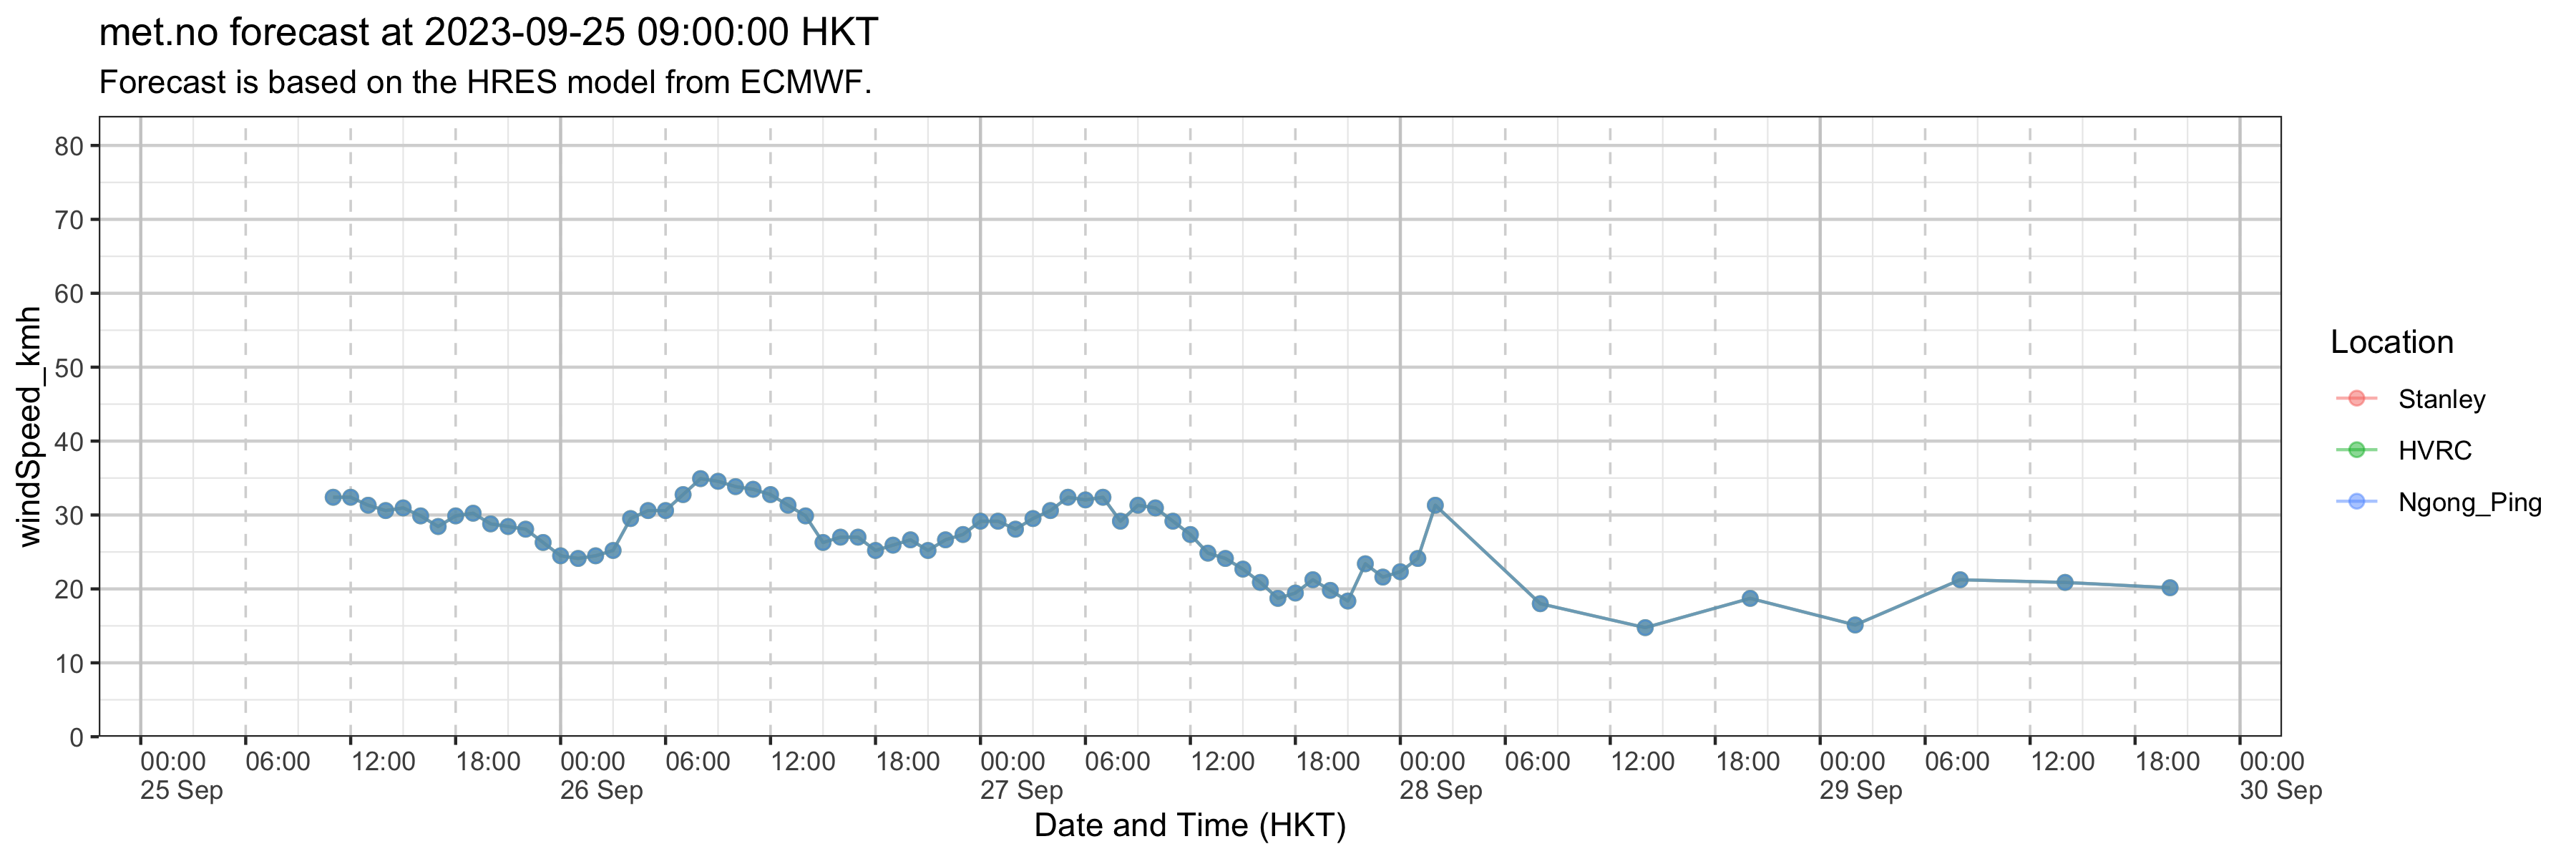 met.no forecast at 2023-09-25 09:00:00 HKT
Forecast is based on the HRES model from ECMWF.
windSpeed_kmh
80
70
60
50
40
30
20
10
0
00:00 06:00 12:00 18:00 00:00 06:00 12:00 18:00 00:00 06:00 12:00 18:00 00:00 06:00 12:00 18:00 00:00 06:00 12:00 18:00 00:00
25 Sep 26 Sep 27 Sep 28 Sep 29 Sep 30 Sep
Date and Time (HKT)
Location
Stanley
HVRC
Ngong_Ping